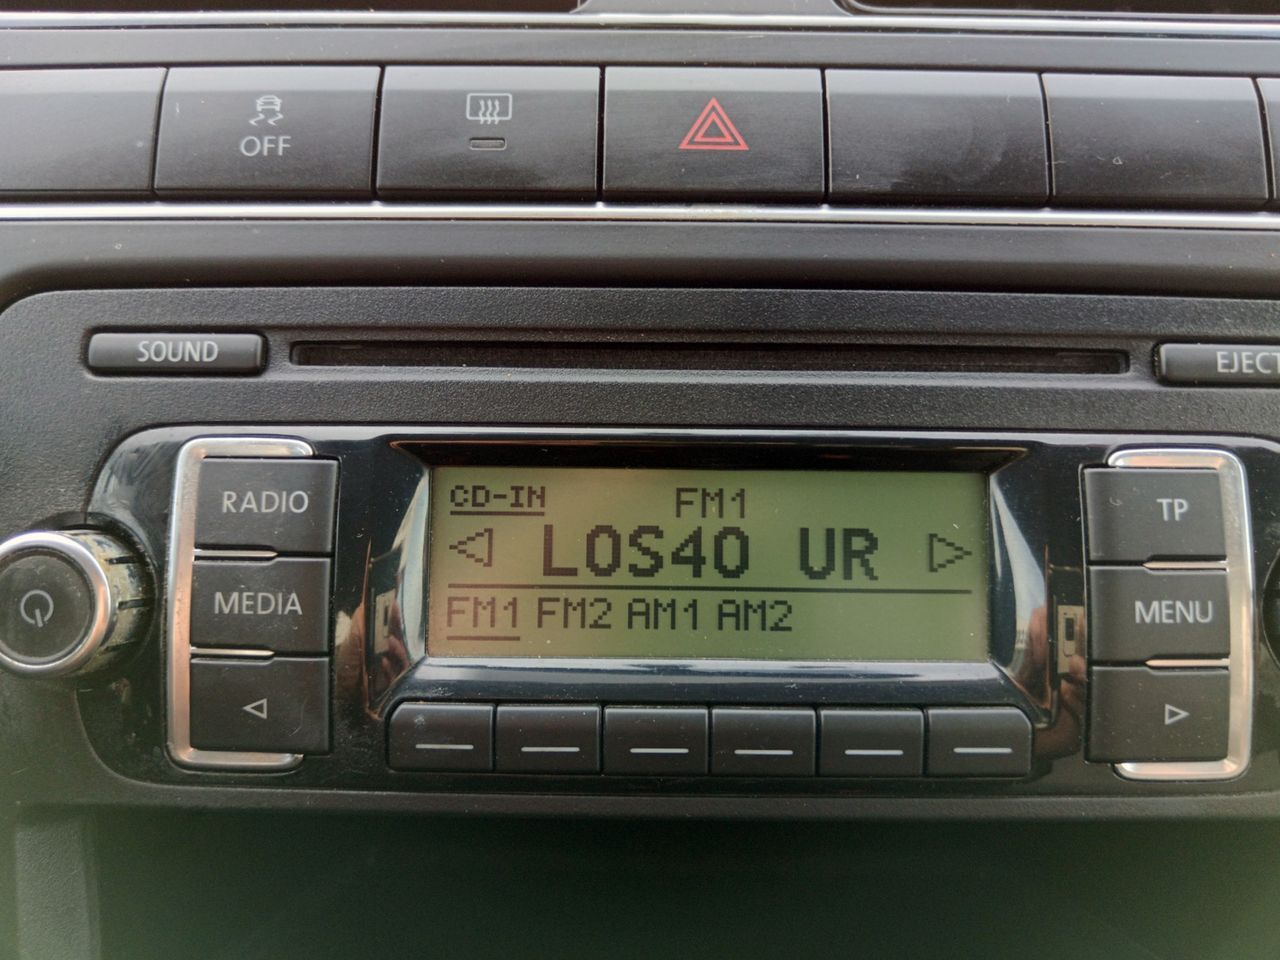 OFF
SOUND
EJECT
RADIO
MEDIA
CD-IN
FM1
LOS40 UR
FM1 FM2 AM1 AM2
TP
MENU